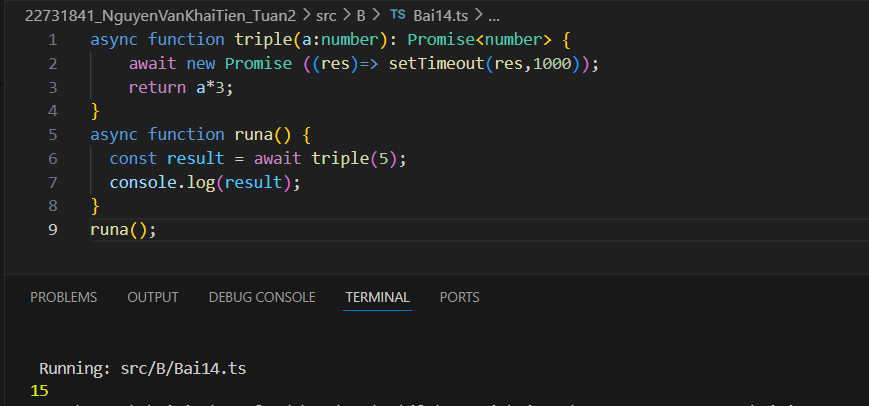 22731841_NguyenVanKhaiTien_Tuan2 > src > B > TS Bai14.ts > ...
1 async function triple(a:number): Promise<number> {
2     await new Promise ((res)=> setTimeout(res,1000));
3     return a*3;
4 }
5 async function runa() {
6   const result = await triple(5);
7   console.log(result);
8 }
9 runa();
PROBLEMS OUTPUT DEBUG CONSOLE TERMINAL PORTS
Running: src/B/Bai14.ts
15